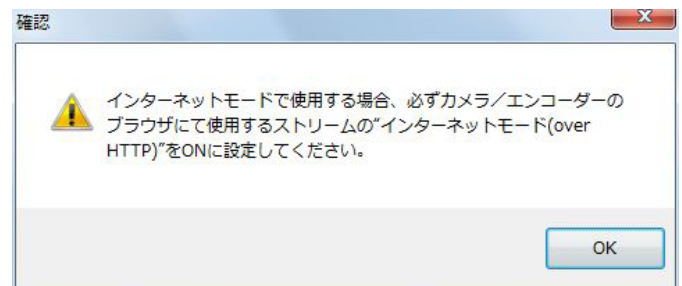 確認
インターネットモードで使用する場合、必ずカメラ／エンコーダーの
ブラウザにて使用するストリームの“インターネットモード(over
HTTP)”をONに設定してください。
OK